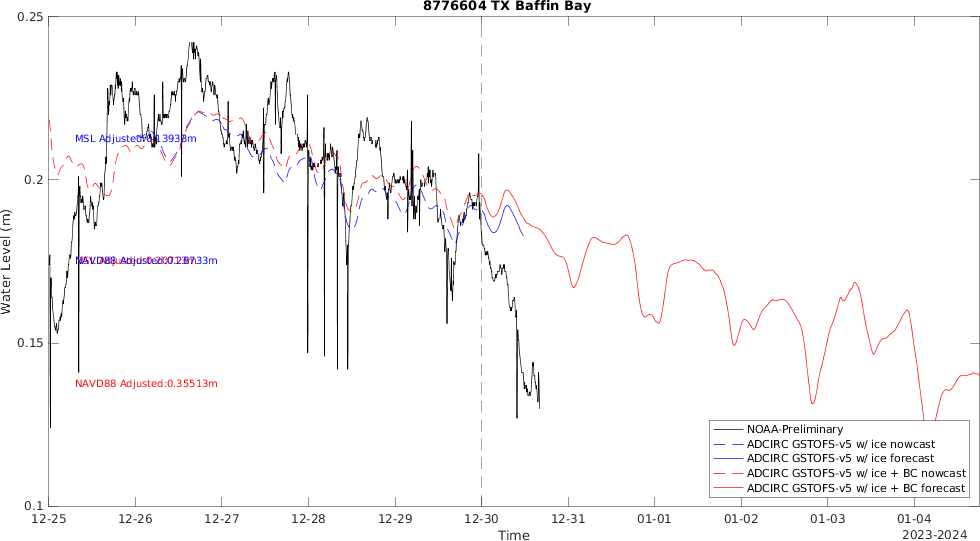 8776604 TX Baffin Bay
0.25
0.2
0.15
0.1
Water Level (m)
MSL Adjusted:
NAVD88 Adjusted:
NAVD88 Adjusted:0.35513m
NOAA-Preliminary
ADCIRC GSTOFS-v5 w/ ice nowcast
ADCIRC GSTOFS-v5 w/ ice forecast
ADCIRC GSTOFS-v5 w/ ice + BC nowcast
ADCIRC GSTOFS-v5 w/ ice + BC forecast
12-25 12-26 12-27 12-28 12-29 12-30 12-31 01-01 01-02 01-03 01-04
Time
2023-2024